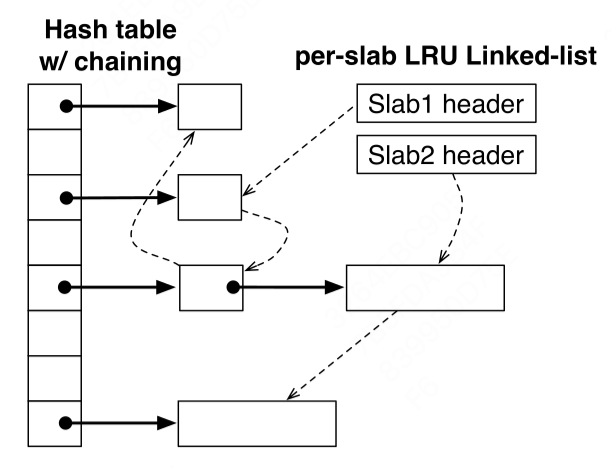 Hash table
w/ chaining
per-slab LRU Linked-list
Slab1 header
Slab2 header